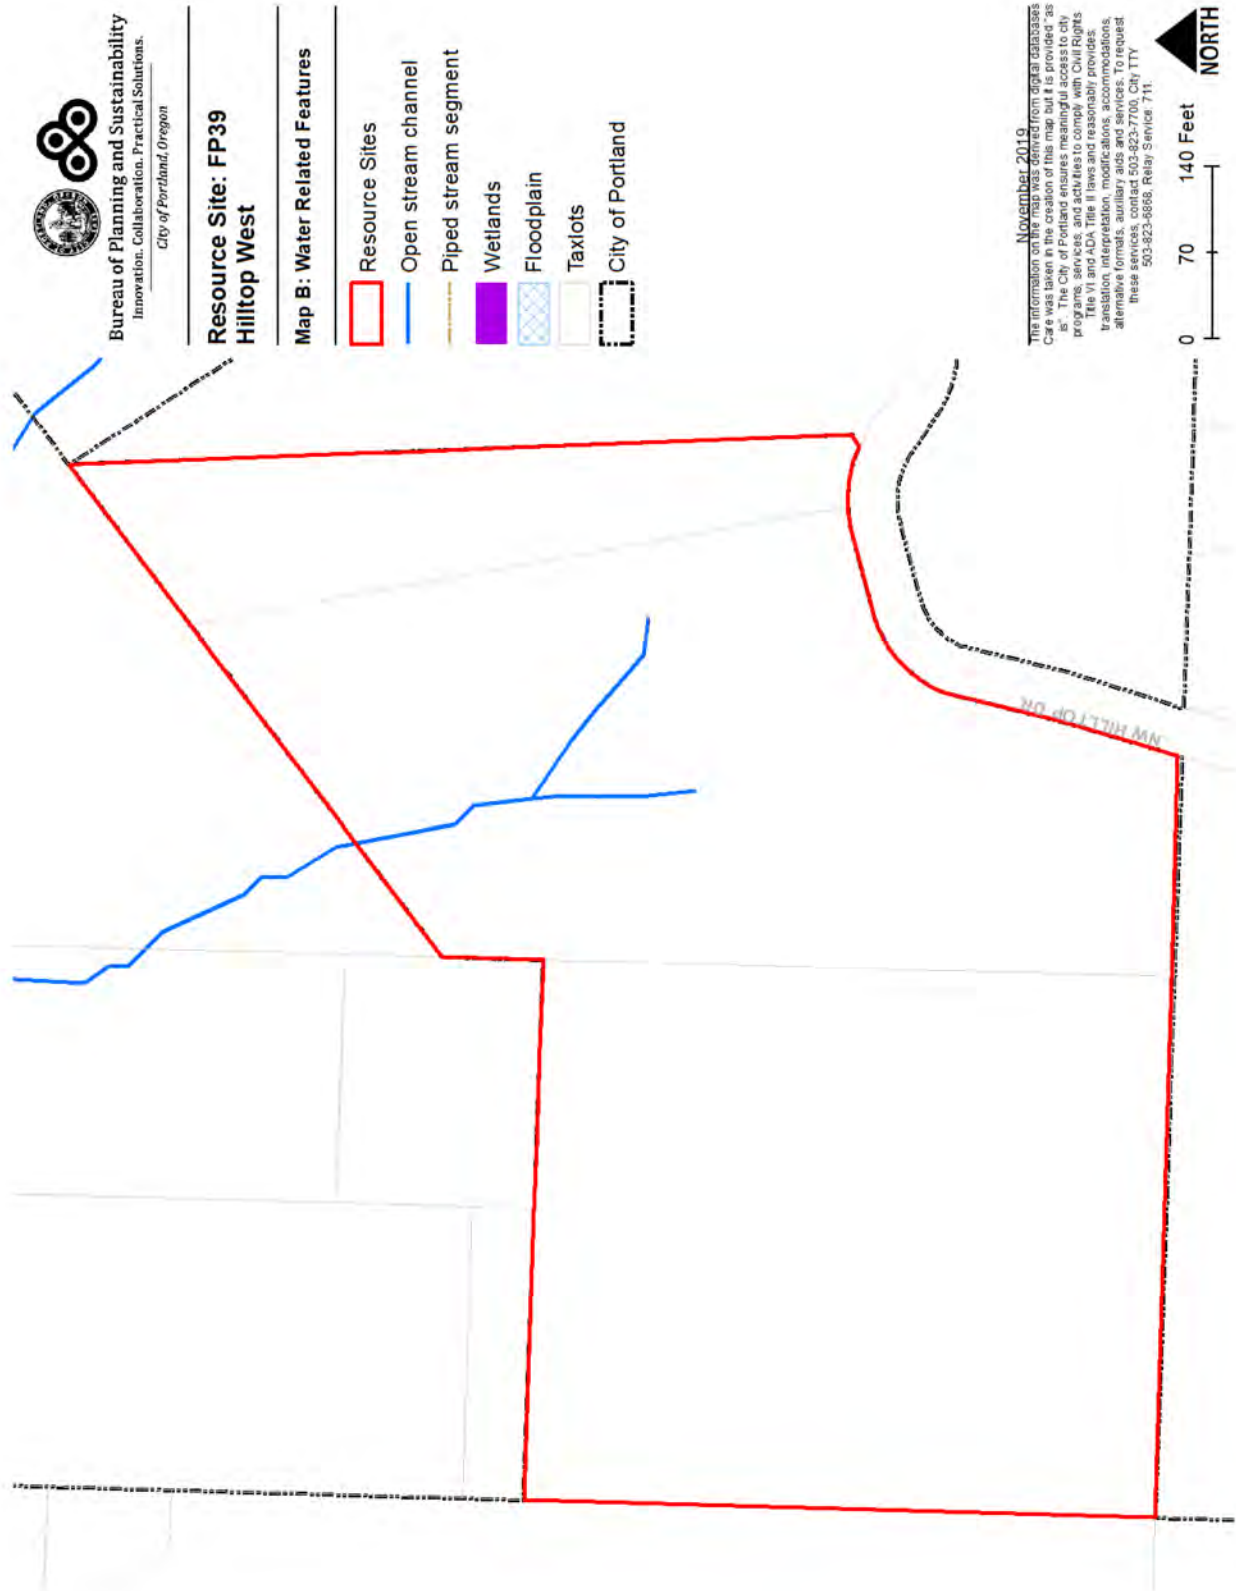 Bureau of Planning and Sustainability
Innovation. Collaboration. Practical Solutions.
City of Portland, Oregon
Resource Site: FP39
Hilltop West
Map B: Water Related Features
Resource Sites
Open stream channel
Piped stream segment
Wetlands
Floodplain
Taxlots
City of Portland
NW HILLTOP DR
November 2019
The information on the map was derived from digital databases
Care was taken in the creation of this map but it is provided "as
is". The City of Portland ensures meaningful access to city
programs, services, and activities to comply with Civil Rights
Title VI and ADA Title II laws and reasonably provides:
translation, interpretation, modifications, accommodations,
alternative formats, auxiliary aids and services. To request
these services, contact 503-823-7700, City TTY
503-823-6868, Relay Service: 711.
0 70 140 Feet
NORTH